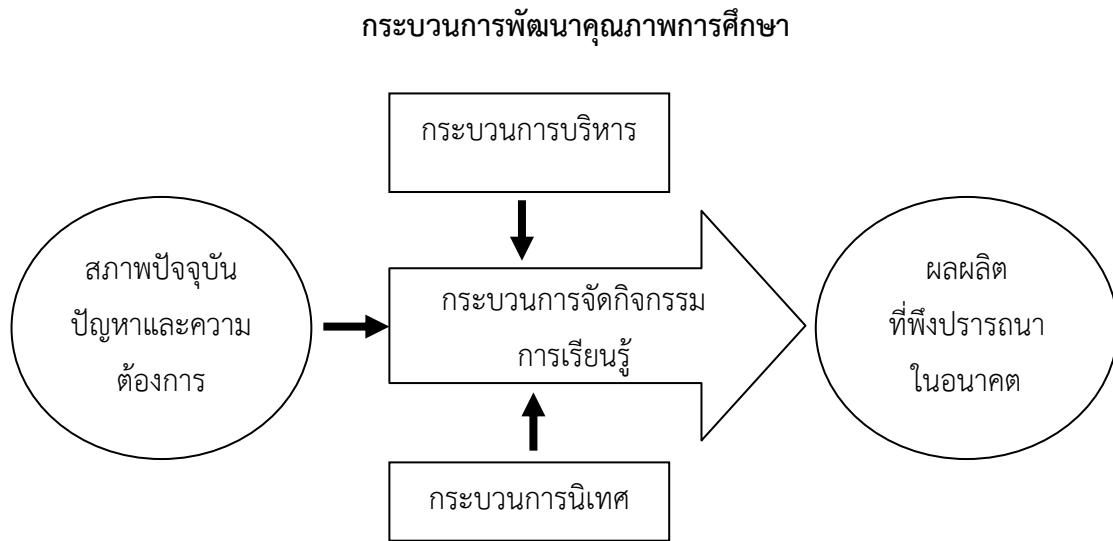 กระบวนการพัฒนาคุณภาพการศึกษา
กระบวนการบริหาร
สภาพปัจจุบัน
ปัญหาและความ
ต้องการ
กระบวนการจัดกิจกรรม
การเรียนรู้
ผลผลิต
ที่พึงปรารถนา
ในอนาคต
กระบวนการนิเทศ